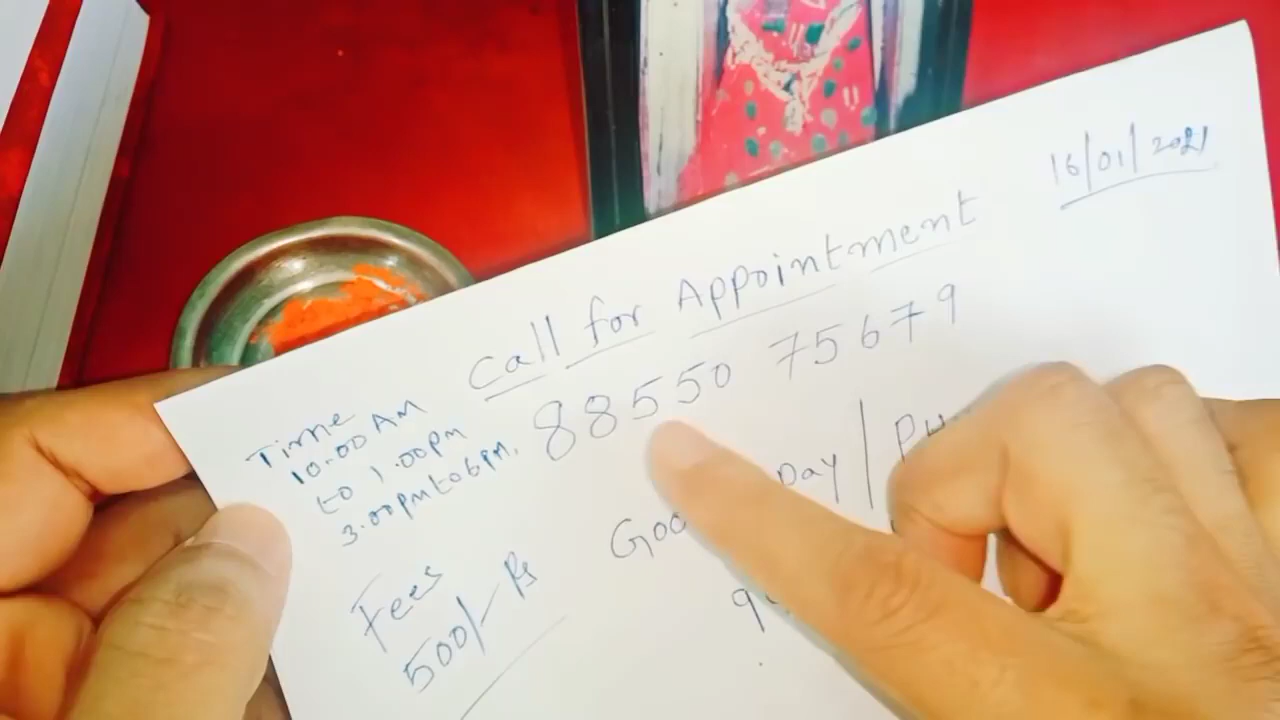 16/01/2021
Call for Appointment
88550 75679
Time
10.00 AM
to 1.00pm
3.00pm to 6pm.
Day |
Fees
500/- Rs